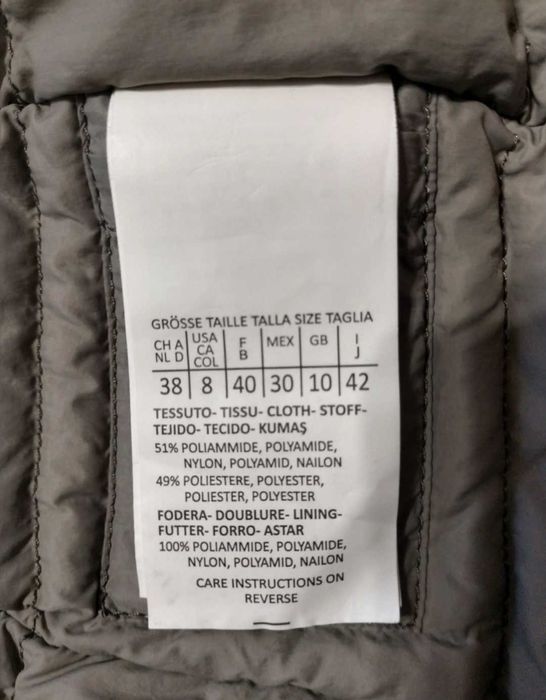 GRÖSSE TAILLE TALLA SIZE TAGLIA
CH A NL D USA CA COL F B MEX GB I J
38 8 40 30 10 42
TESSUTO- TISSU- CLOTH- STOFF-
TEJIDO- TECIDO- KUMAŞ
51% POLIAMMIDE, POLYAMIDE,
NYLON, POLYAMID, NAILON
49% POLIESTERE, POLYESTER,
POLIESTER, POLYESTER
FODERA- DOUBLURE- LINING-
FUTTER- FORRO- ASTAR
100% POLIAMMIDE, POLYAMIDE,
NYLON, POLYAMID, NAILON
CARE INSTRUCTIONS ON
REVERSE